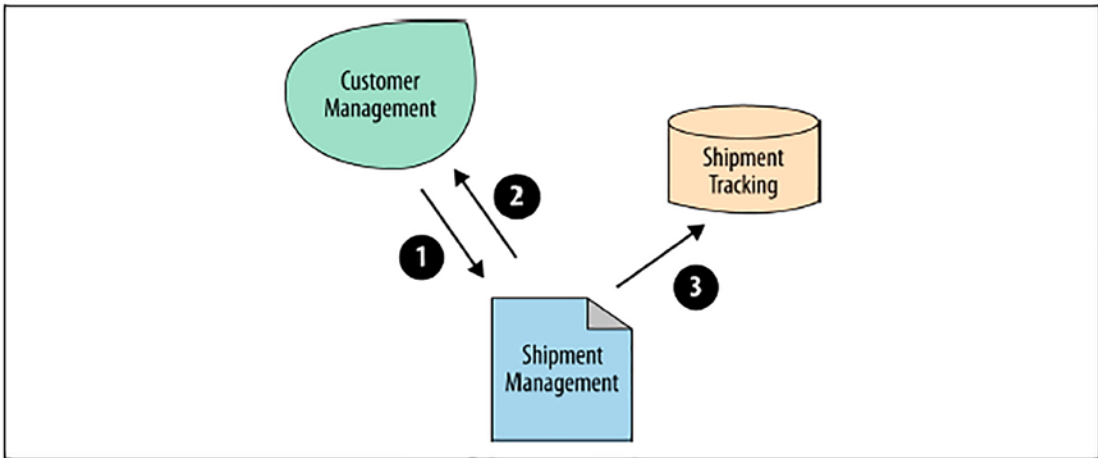 Customer
Management
Shipment
Tracking
2
1
3
Shipment
Management